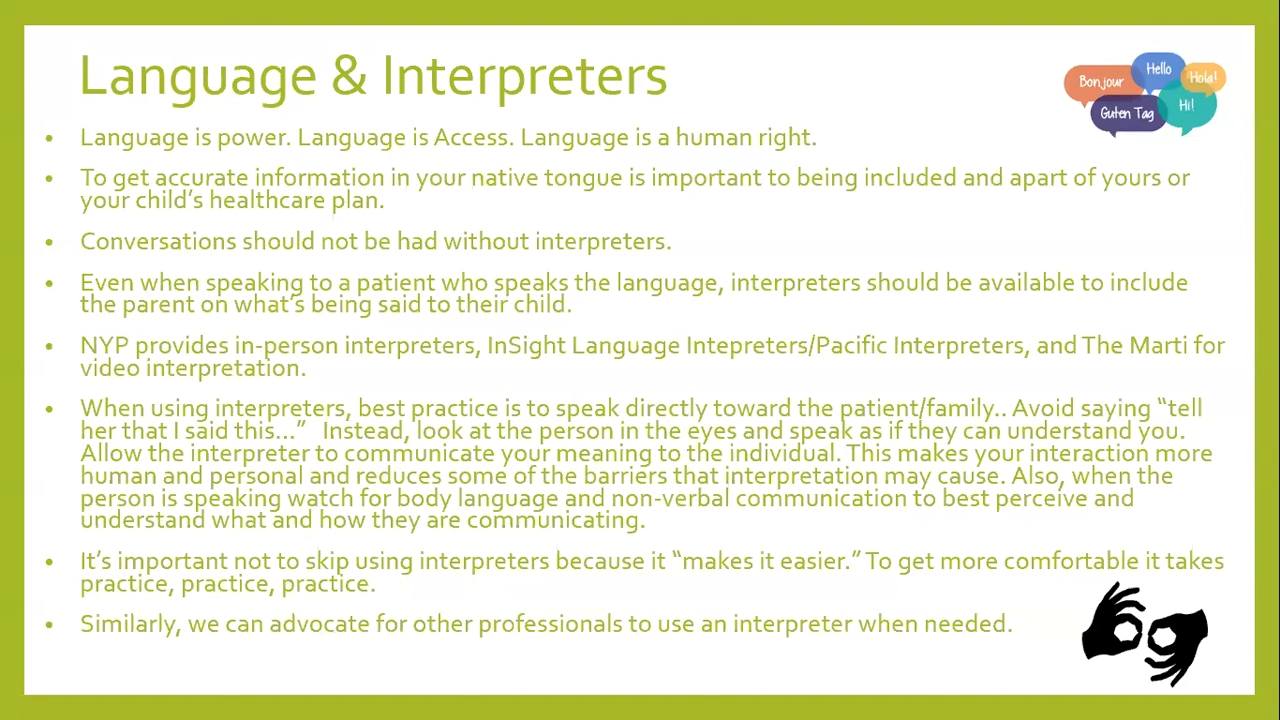 Language & Interpreters
Bonjour
Hello
Hola!
Guten Tag
Hi!
• Language is power. Language is Access. Language is a human right.
• To get accurate information in your native tongue is important to being included and apart of yours or
your child's healthcare plan.
• Conversations should not be had without interpreters.
• Even when speaking to a patient who speaks the language, interpreters should be available to include
the parent on what's being said to their child.
• NYP provides in-person interpreters, InSight Language Intepreters/Pacific Interpreters, and The Marti for
video interpretation.
• When using interpreters, best practice is to speak directly toward the patient/family.. Avoid saying “tell
her that I said this...” Instead, look at the person in the eyes and speak as if they can understand you.
Allow the interpreter to communicate your meaning to the individual. This makes your interaction more
human and personal and reduces some of the barriers that interpretation may cause. Also, when the
person is speaking watch for body language and non-verbal communication to best perceive and
understand what and how they are communicating.
• It's important not to skip using interpreters because it “makes it easier.” To get more comfortable it takes
practice, practice, practice.
• Similarly, we can advocate for other professionals to use an interpreter when needed.